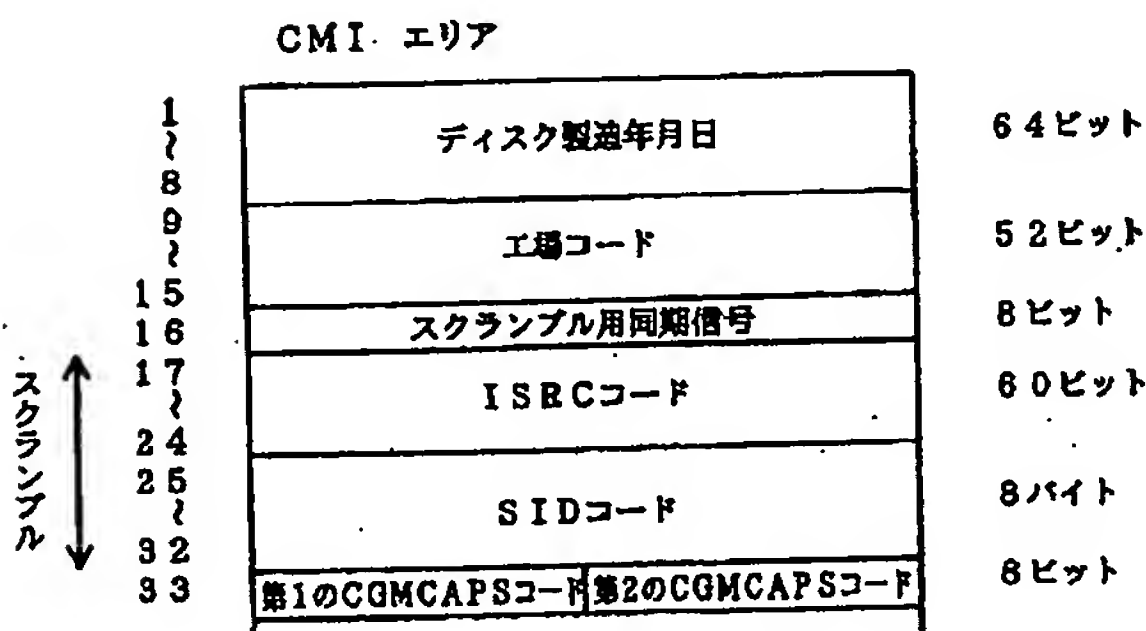 CMI エリア
1
~
8
ディスク製造年月日
64ビット
9
~
15
工場コード
52ビット
16
スクランブル用同期信号
8ビット
17
~
24
ISRCコード
60ビット
25
~
32
SIDコード
8バイト
33
第1のCGMCAPSコード
第2のCGMCAPSコード
8ビット
スクランブル